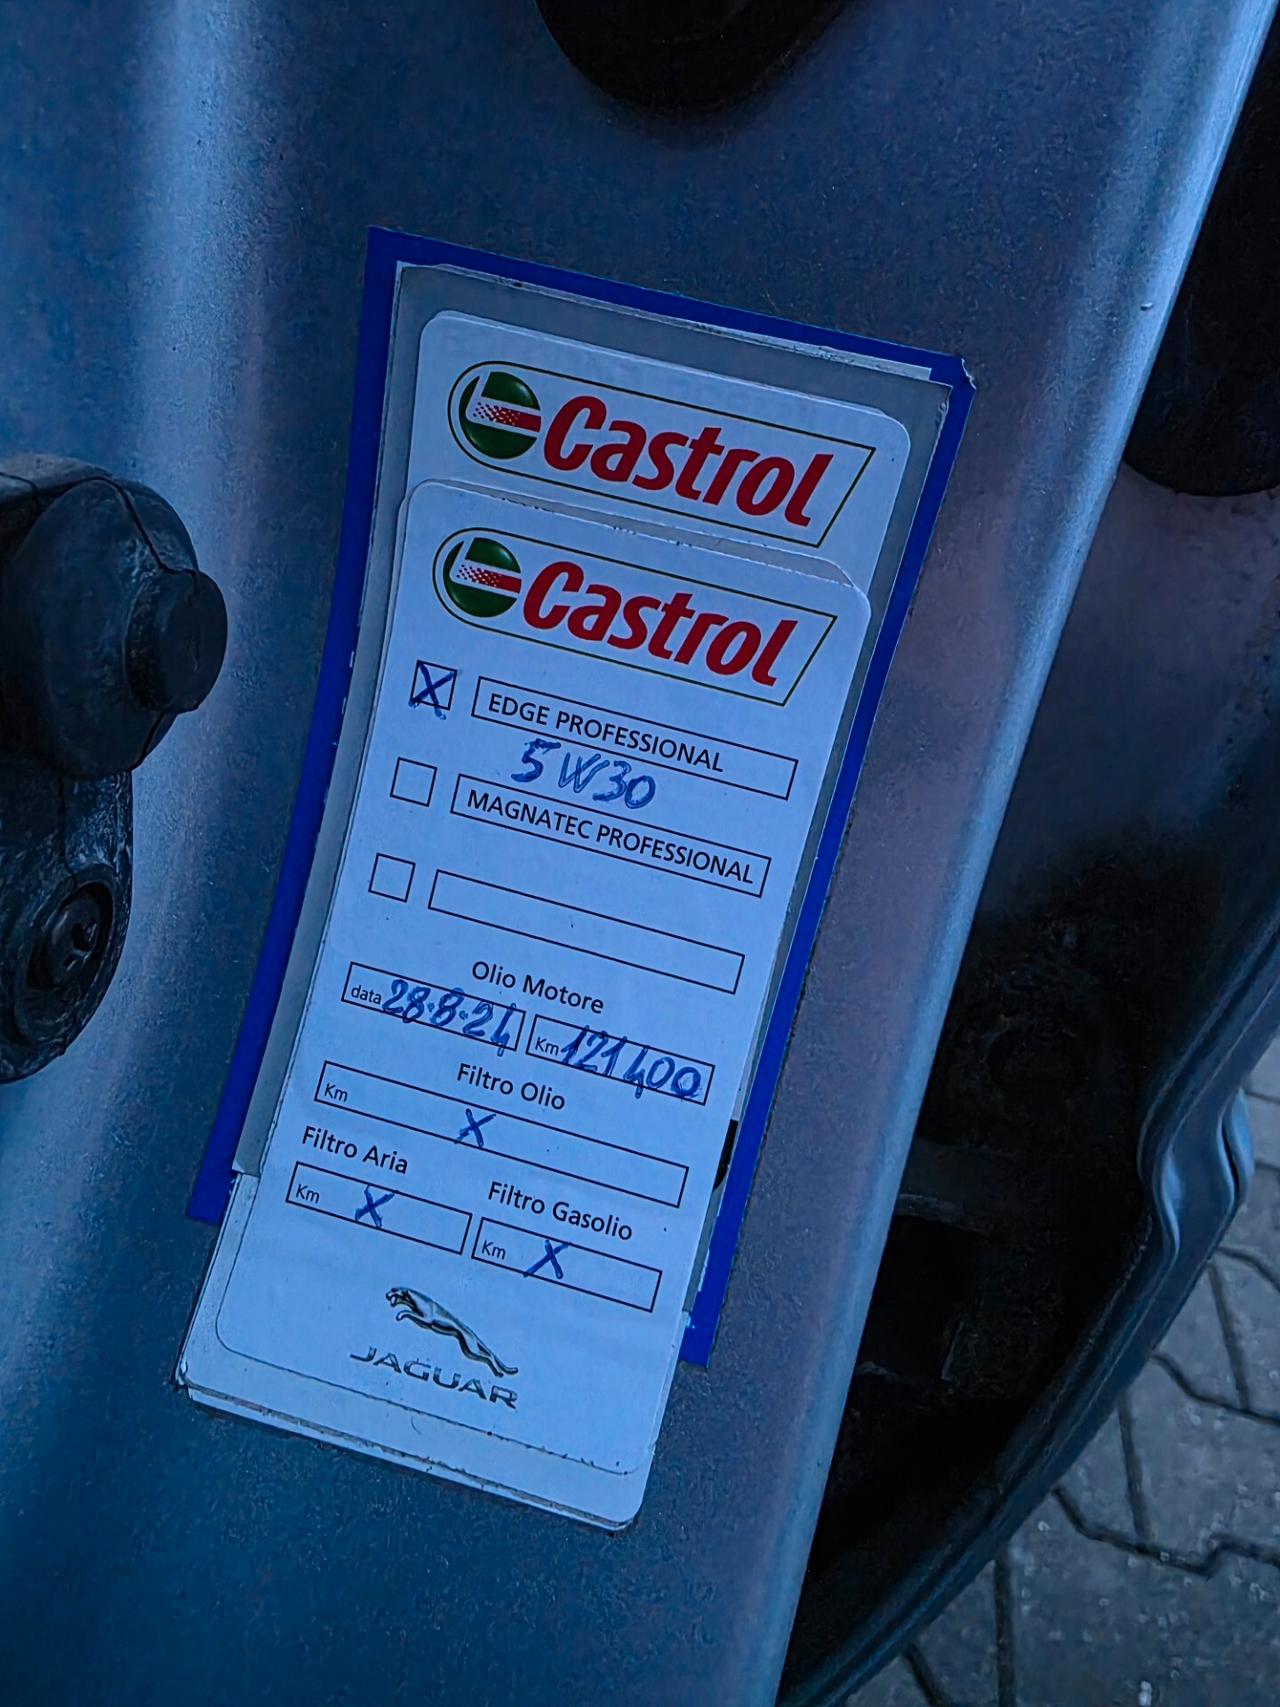 Castrol
Castrol
X EDGE PROFESSIONAL
5W30
MAGNATEC PROFESSIONAL
Olio Motore
data 28.8.24 Km 121400
Filtro Olio
Km X
Filtro Aria Filtro Gasolio
Km X Km X
JAGUAR